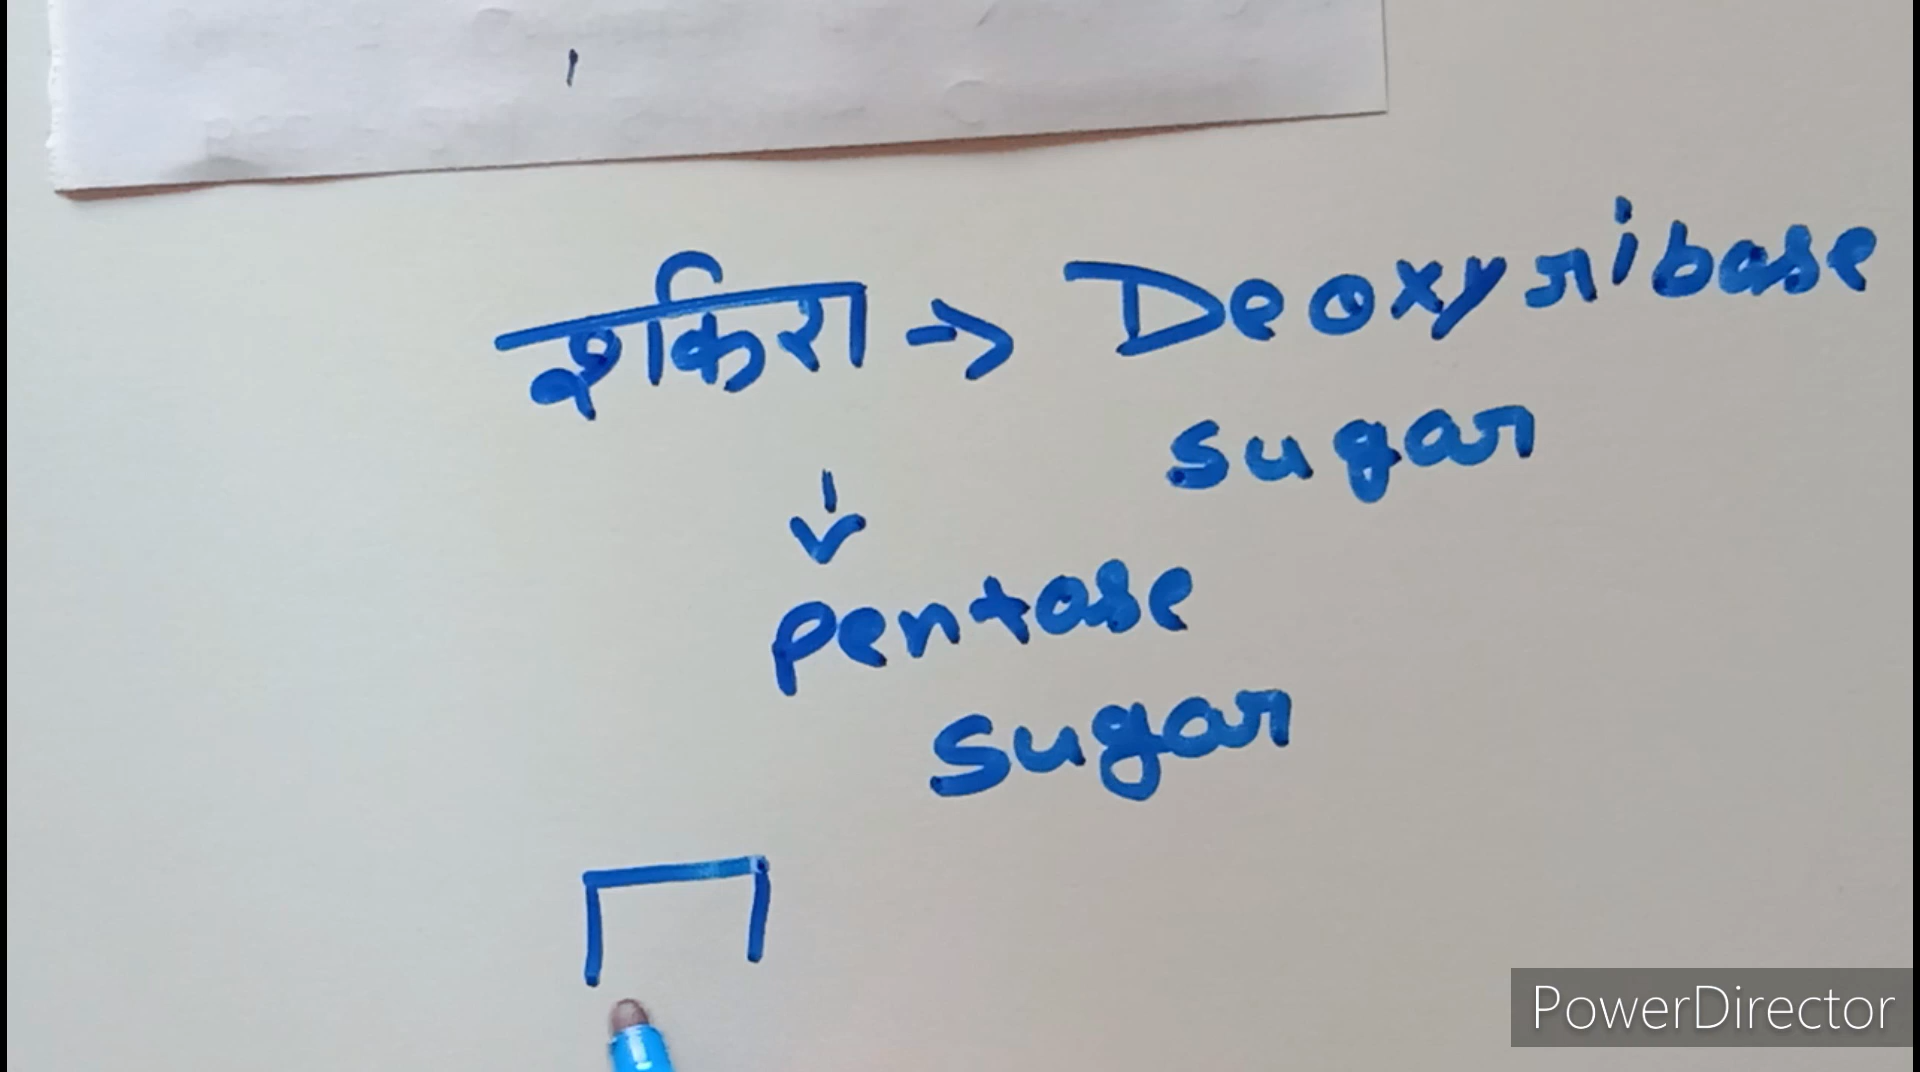 शर्करा → Deoxyribose
sugar
↓
pentose
sugar
PowerDirector